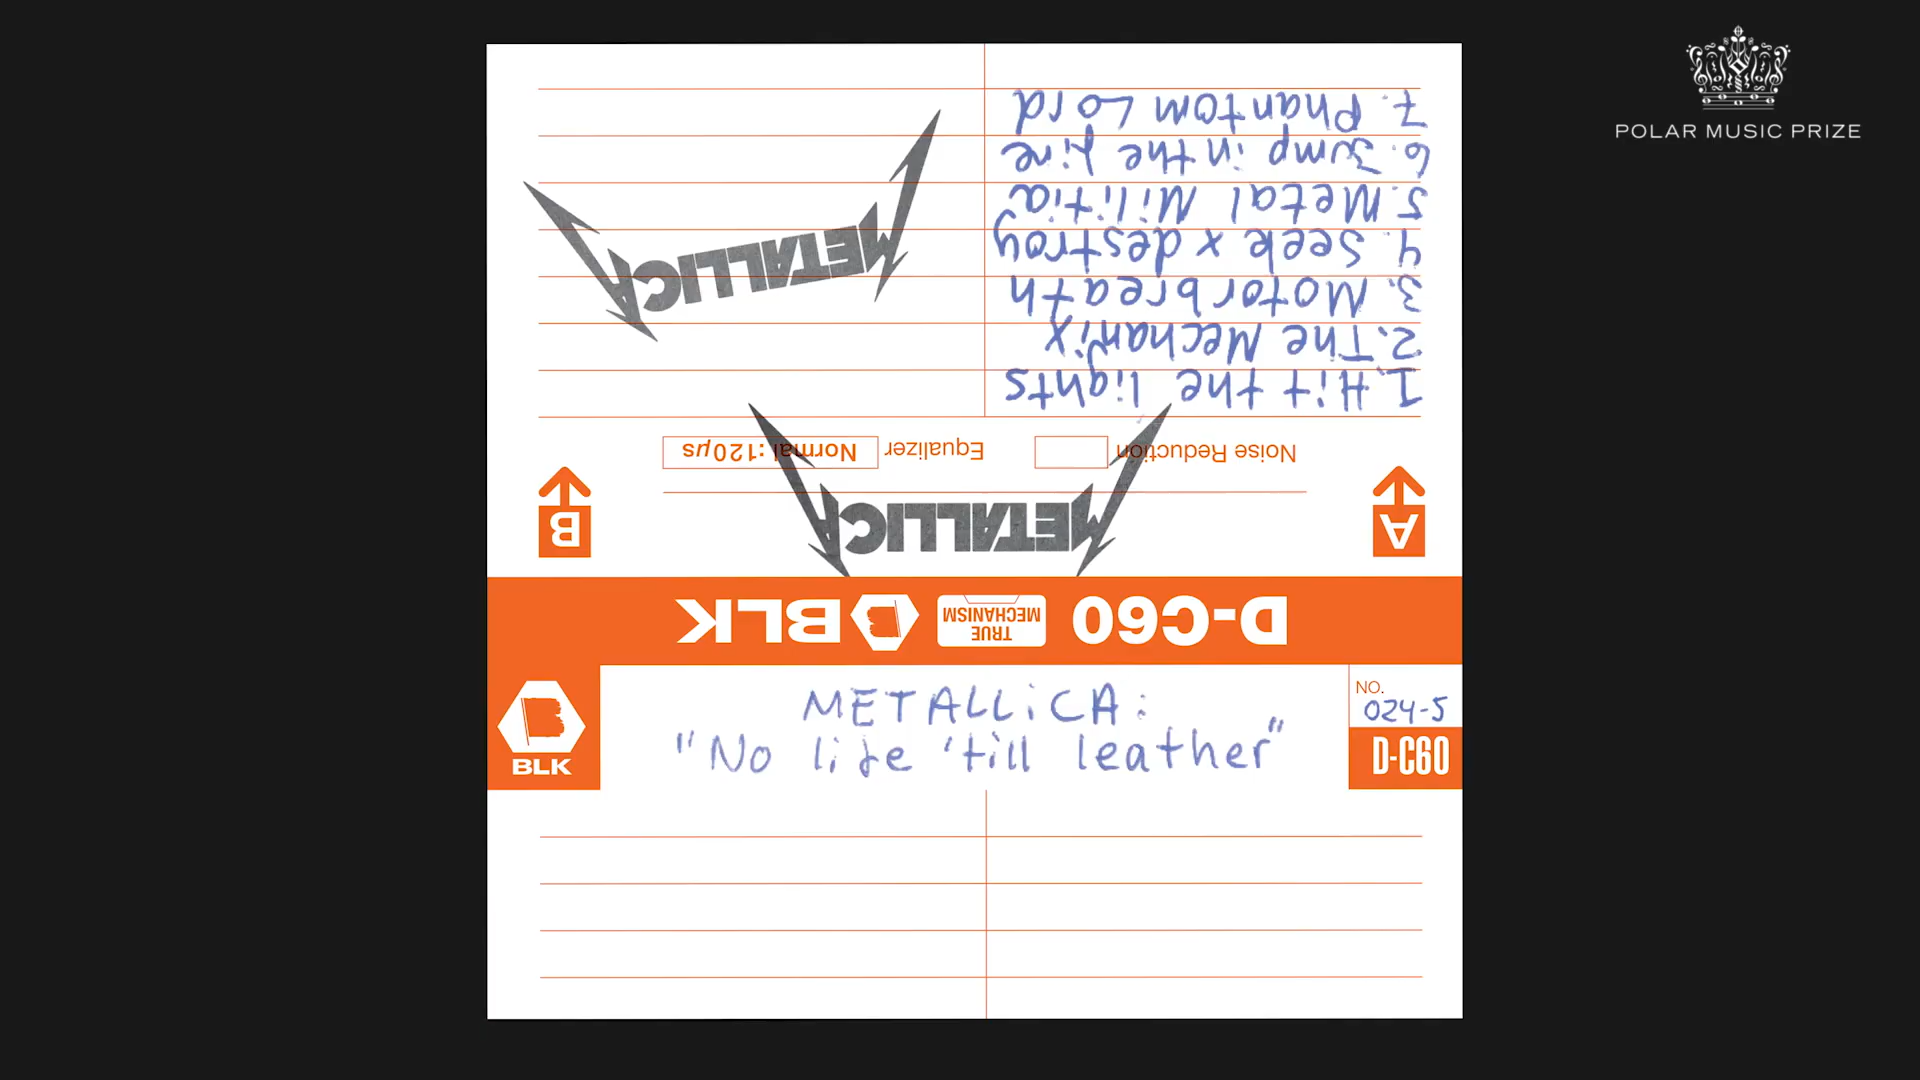 POLAR MUSIC PRIZE
7. Phantom Lord
6. Jump in the fire
5. Metal Militia
4. Seek x destroy
3. Motorbreath
2. The Mechanix
1. Hit the lights
METALLICA
Noise Reduction
Equalizer Normal:120µs
METALLICA
A
B
D-C60 TRUE MECHANISM BLK
METALLiCA:
"No life 'till leather"
NO.
024-5
D-C60
BLK